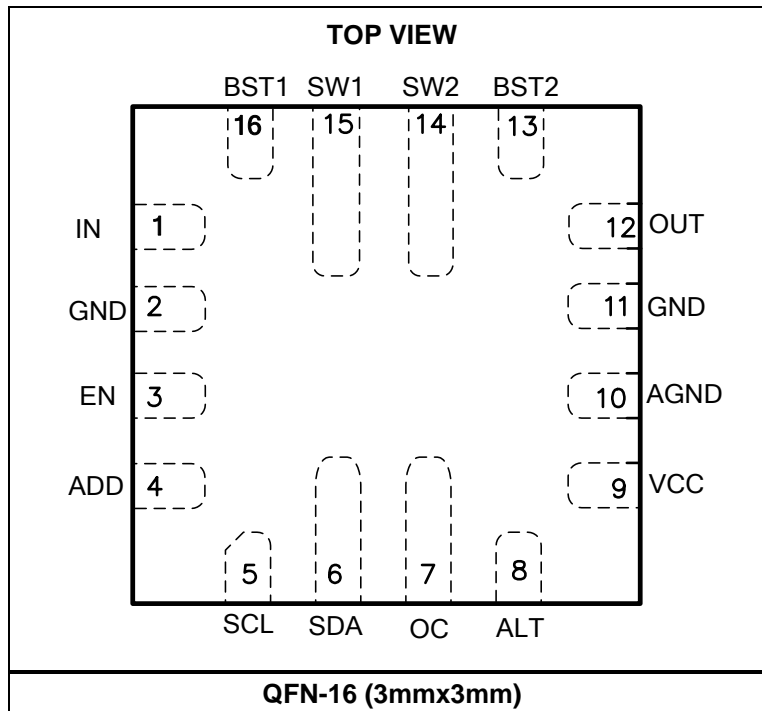 TOP VIEW
BST1 SW1 SW2 BST2
16 15 14 13
IN 1 12 OUT
GND 2 11 GND
EN 3 10 AGND
ADD 4 9 VCC
5 6 7 8
SCL SDA OC ALT
QFN-16 (3mmx3mm)